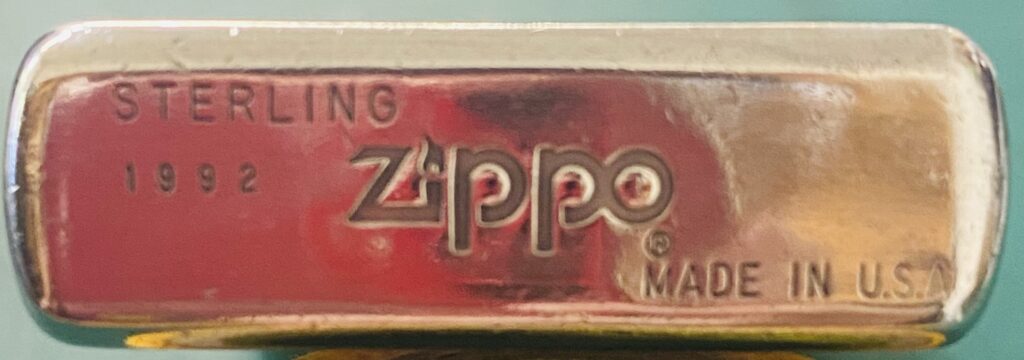 STERLING
1992
Zippo
®
MADE IN U.S.A